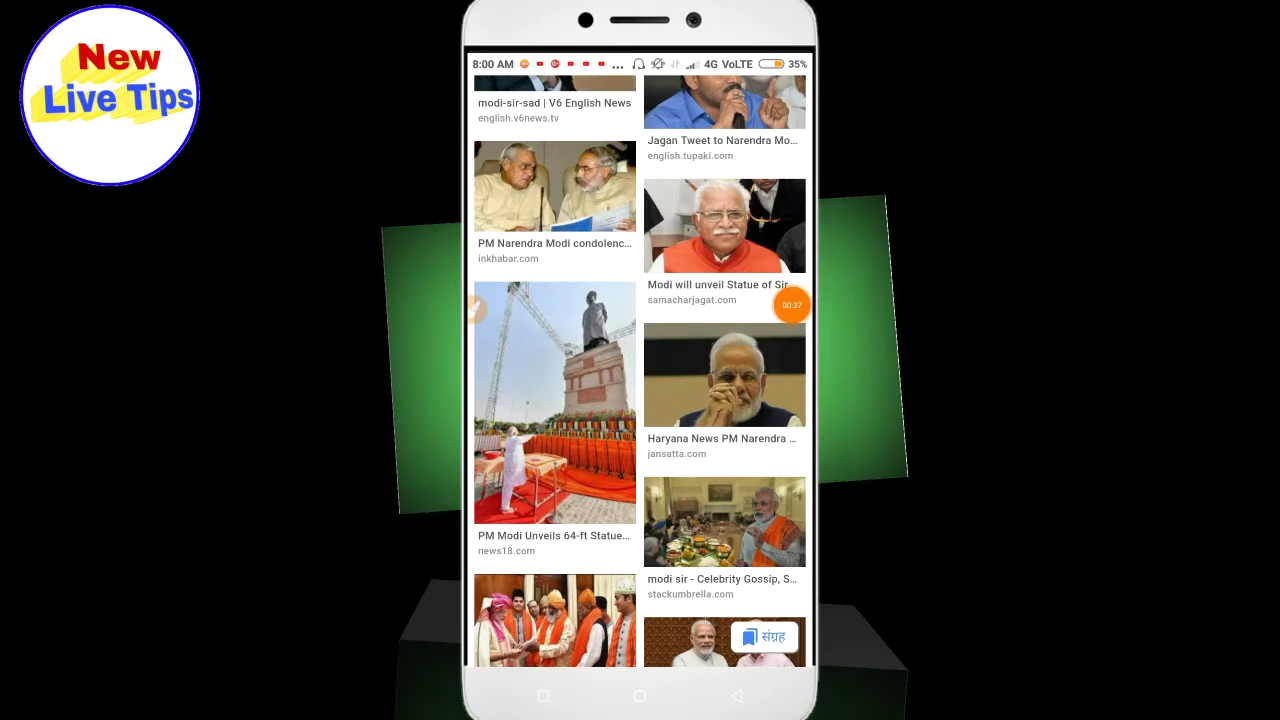 New
Live Tips
8:00 AM
...
4G VoLTE
35%
modi-sir-sad | V6 English News
english.v6news.tv
PM Narendra Modi condolenc...
inkhabar.com
PM Modi Unveils 64-ft Statue...
news18.com
Jagan Tweet to Narendra Mo...
english.tupaki.com
Modi will unveil Statue of Sir
samacharjagat.com
00:37
Haryana News PM Narendra ...
jansatta.com
modi sir - Celebrity Gossip, S...
stackumbrella.com
संग्रह